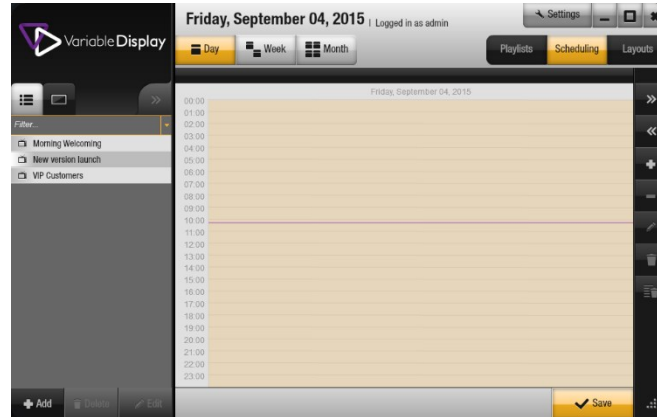 Friday, September 04, 2015 | Logged in as admin
Settings
VariableDisplay
Day
Week
Month
Playlists
Scheduling
Layouts
Friday, September 04, 2015
Filter...
Morning Welcoming
New version launch
VIP Customers
00:00
01:00
02:00
03:00
04:00
05:00
06:00
07:00
08:00
09:00
10:00
11:00
12:00
13:00
14:00
15:00
16:00
17:00
18:00
19:00
20:00
21:00
22:00
23:00
Add
Delete
Edit
Save